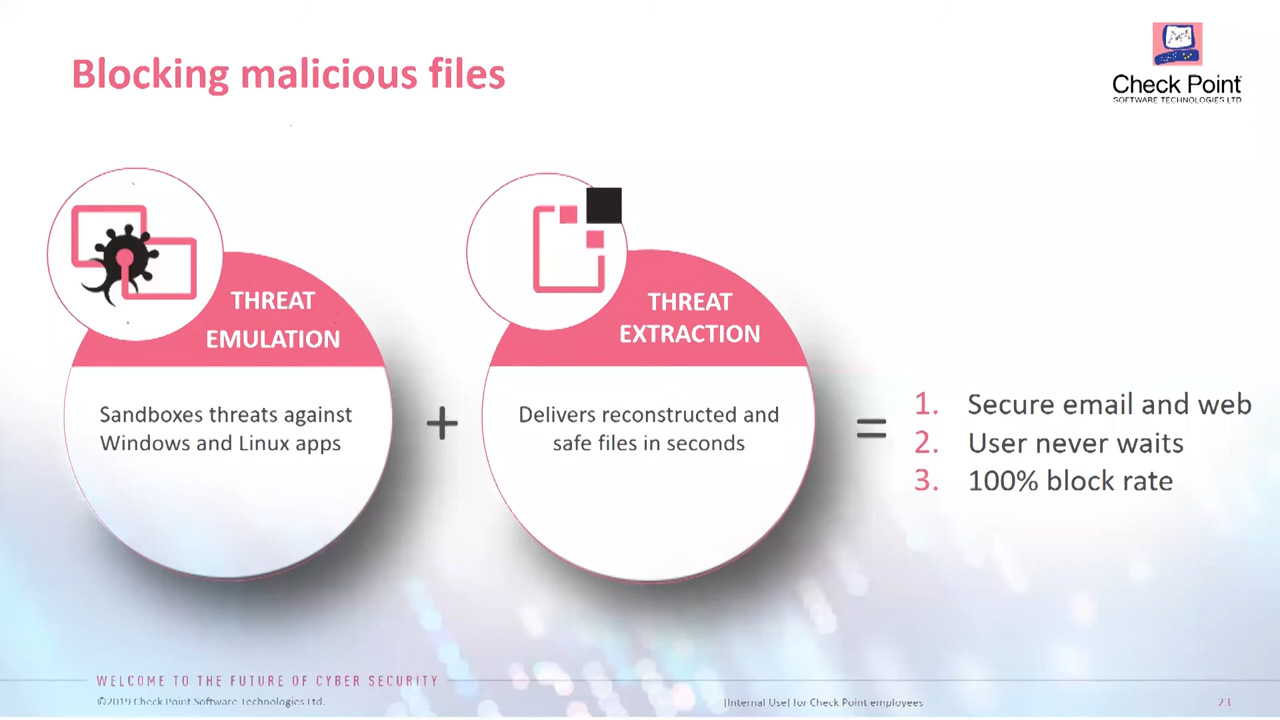 Blocking malicious files
Check Point
SOFTWARE TECHNOLOGIES LTD
THREAT
EMULATION
Sandboxes threats against
Windows and Linux apps
+
THREAT
EXTRACTION
Delivers reconstructed and
safe files in seconds
=
1. Secure email and web
2. User never waits
3. 100% block rate
WELCOME TO THE FUTURE OF CYBER SECURITY
©2019 Check Point Software Technologies Ltd.
[Internal Use] for Check Point employees
23